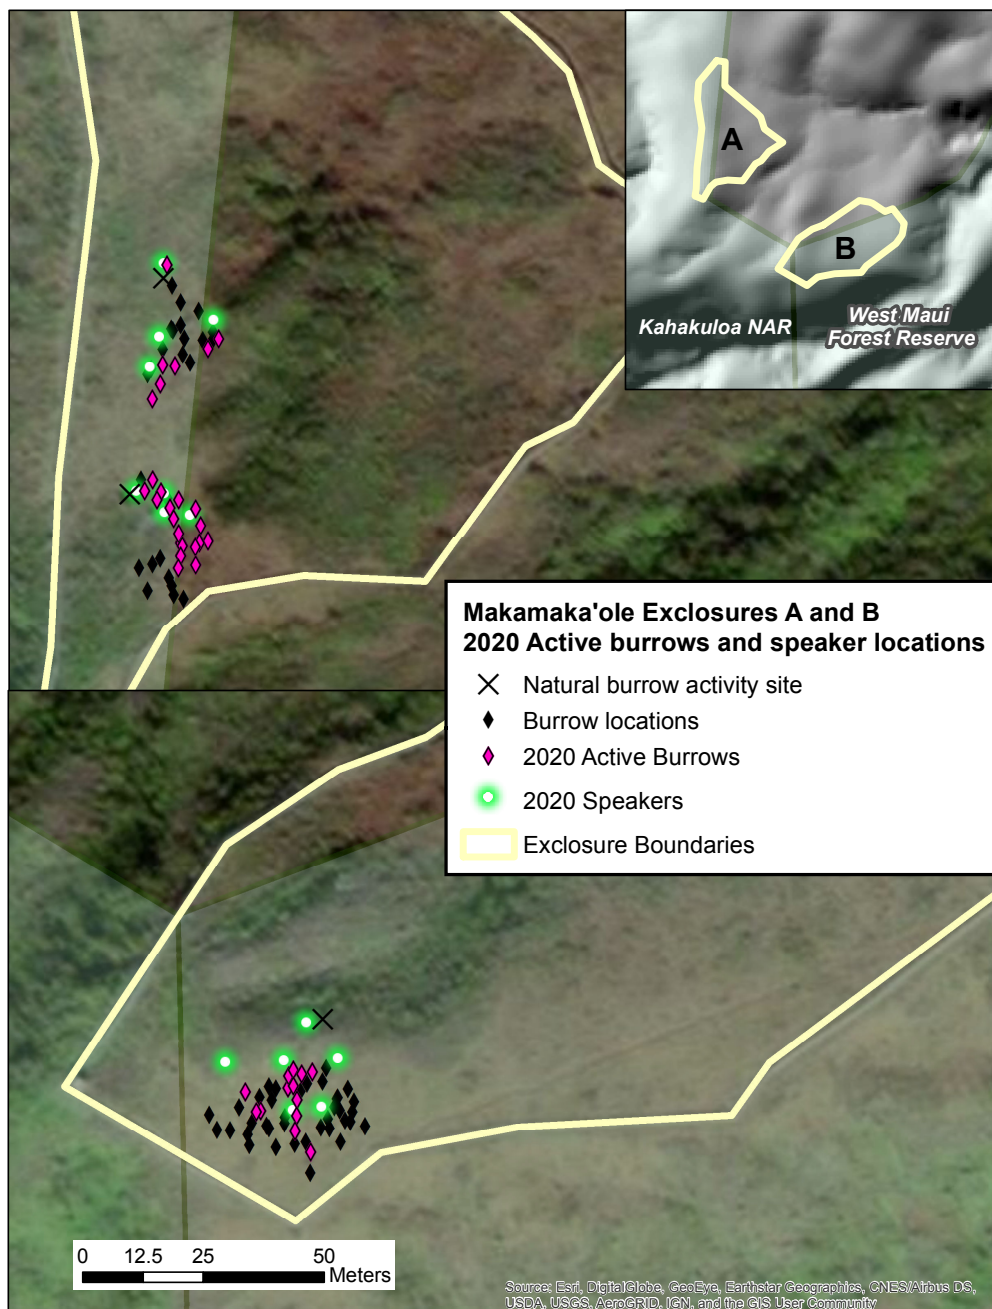 A
B
Kahakuloa NAR
West Maui
Forest Reserve
Makamaka'ole Exclosures A and B
2020 Active burrows and speaker locations
Natural burrow activity site
Burrow locations
2020 Active Burrows
2020 Speakers
Exclosure Boundaries
0 12.5 25 50
Meters
Source: Esri, DigitalGlobe, GeoEye, Earthstar Geographics, CNES/Airbus DS,
USDA, USGS, AeroGRID, IGN, and the GIS User Community